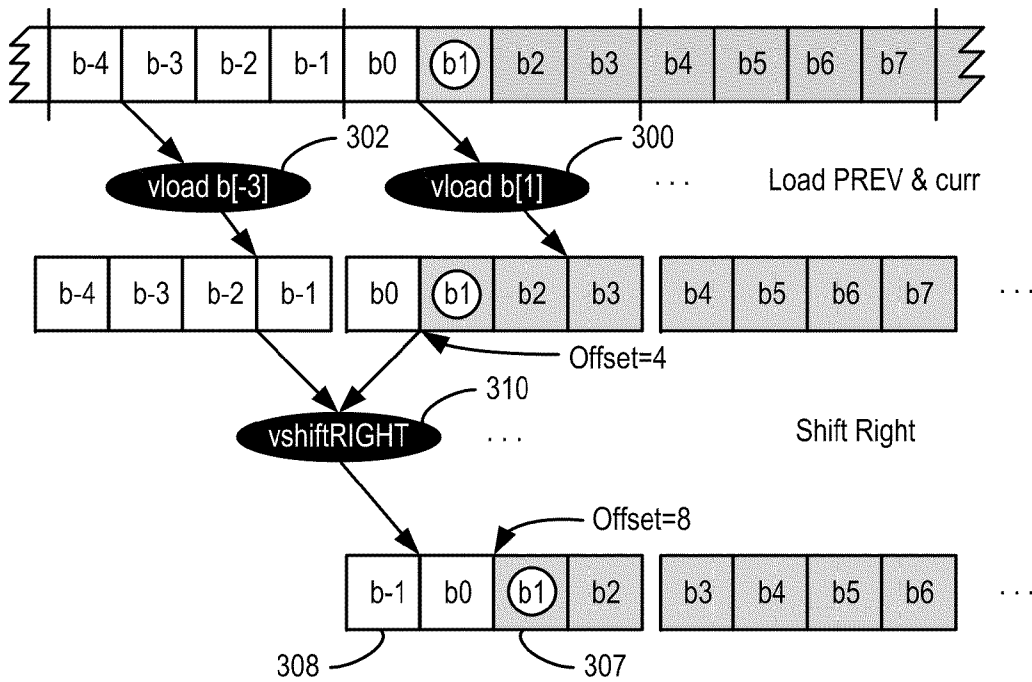 b-4 b-3 b-2 b-1 b0 b1 b2 b3 b4 b5 b6 b7
302 300
vload b[-3] vload b[1] . . . Load PREV & curr
b-4 b-3 b-2 b-1 b0 b1 b2 b3 b4 b5 b6 b7 . . .
Offset=4
310
vshiftRIGHT . . . Shift Right
Offset=8
b-1 b0 b1 b2 b3 b4 b5 b6 . . .
308 307